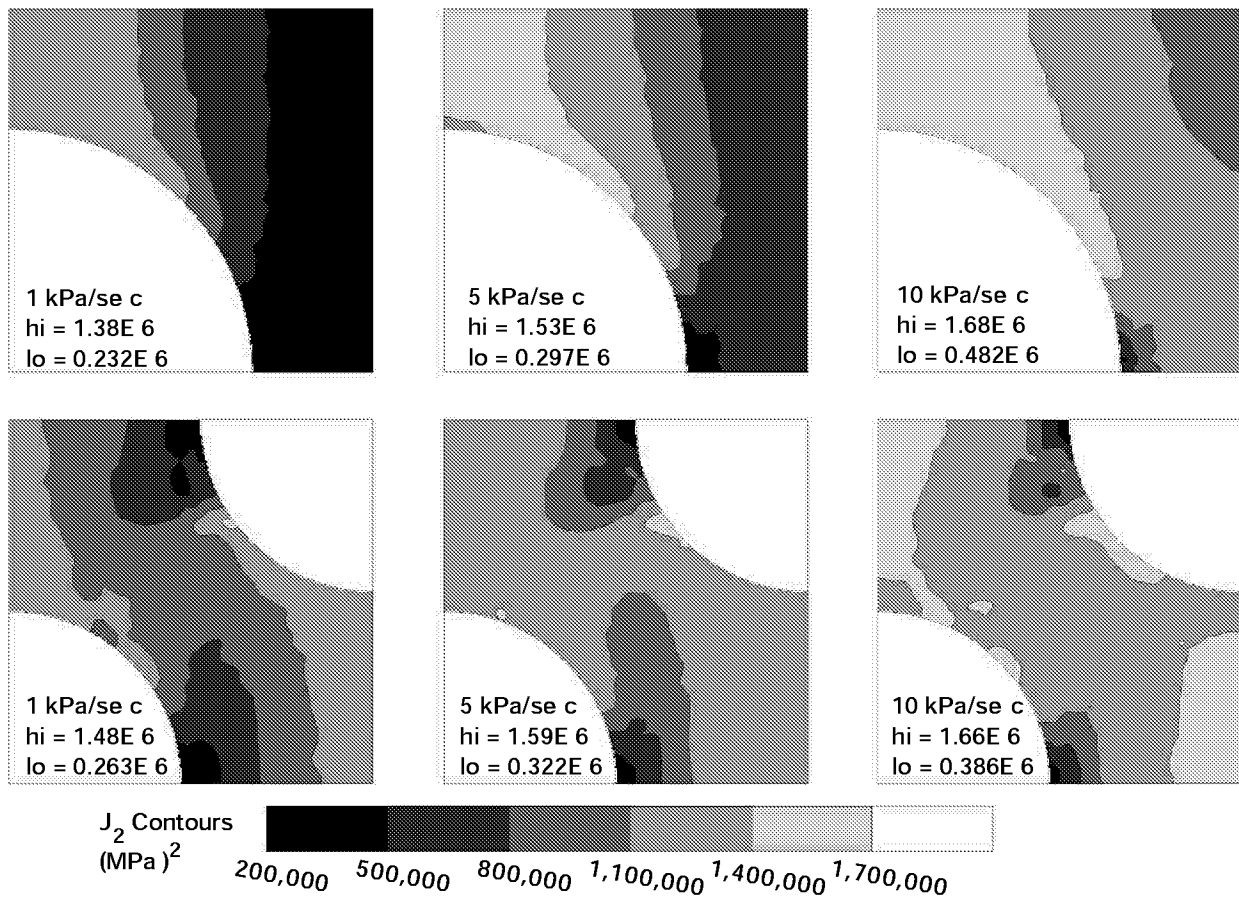 1 kPa/se c
hi = 1.38E 6
lo = 0.232E 6
5 kPa/se c
hi = 1.53E 6
lo = 0.297E 6
10 kPa/se c
hi = 1.68E 6
lo = 0.482E 6
1 kPa/se c
hi = 1.48E 6
lo = 0.263E 6
5 kPa/se c
hi = 1.59E 6
lo = 0.322E 6
10 kPa/se c
hi = 1.66E 6
lo = 0.386E 6
J2 Contours
(MPa )2
200,000 500,000 800,000 1,100,000 1,400,000 1,700,000